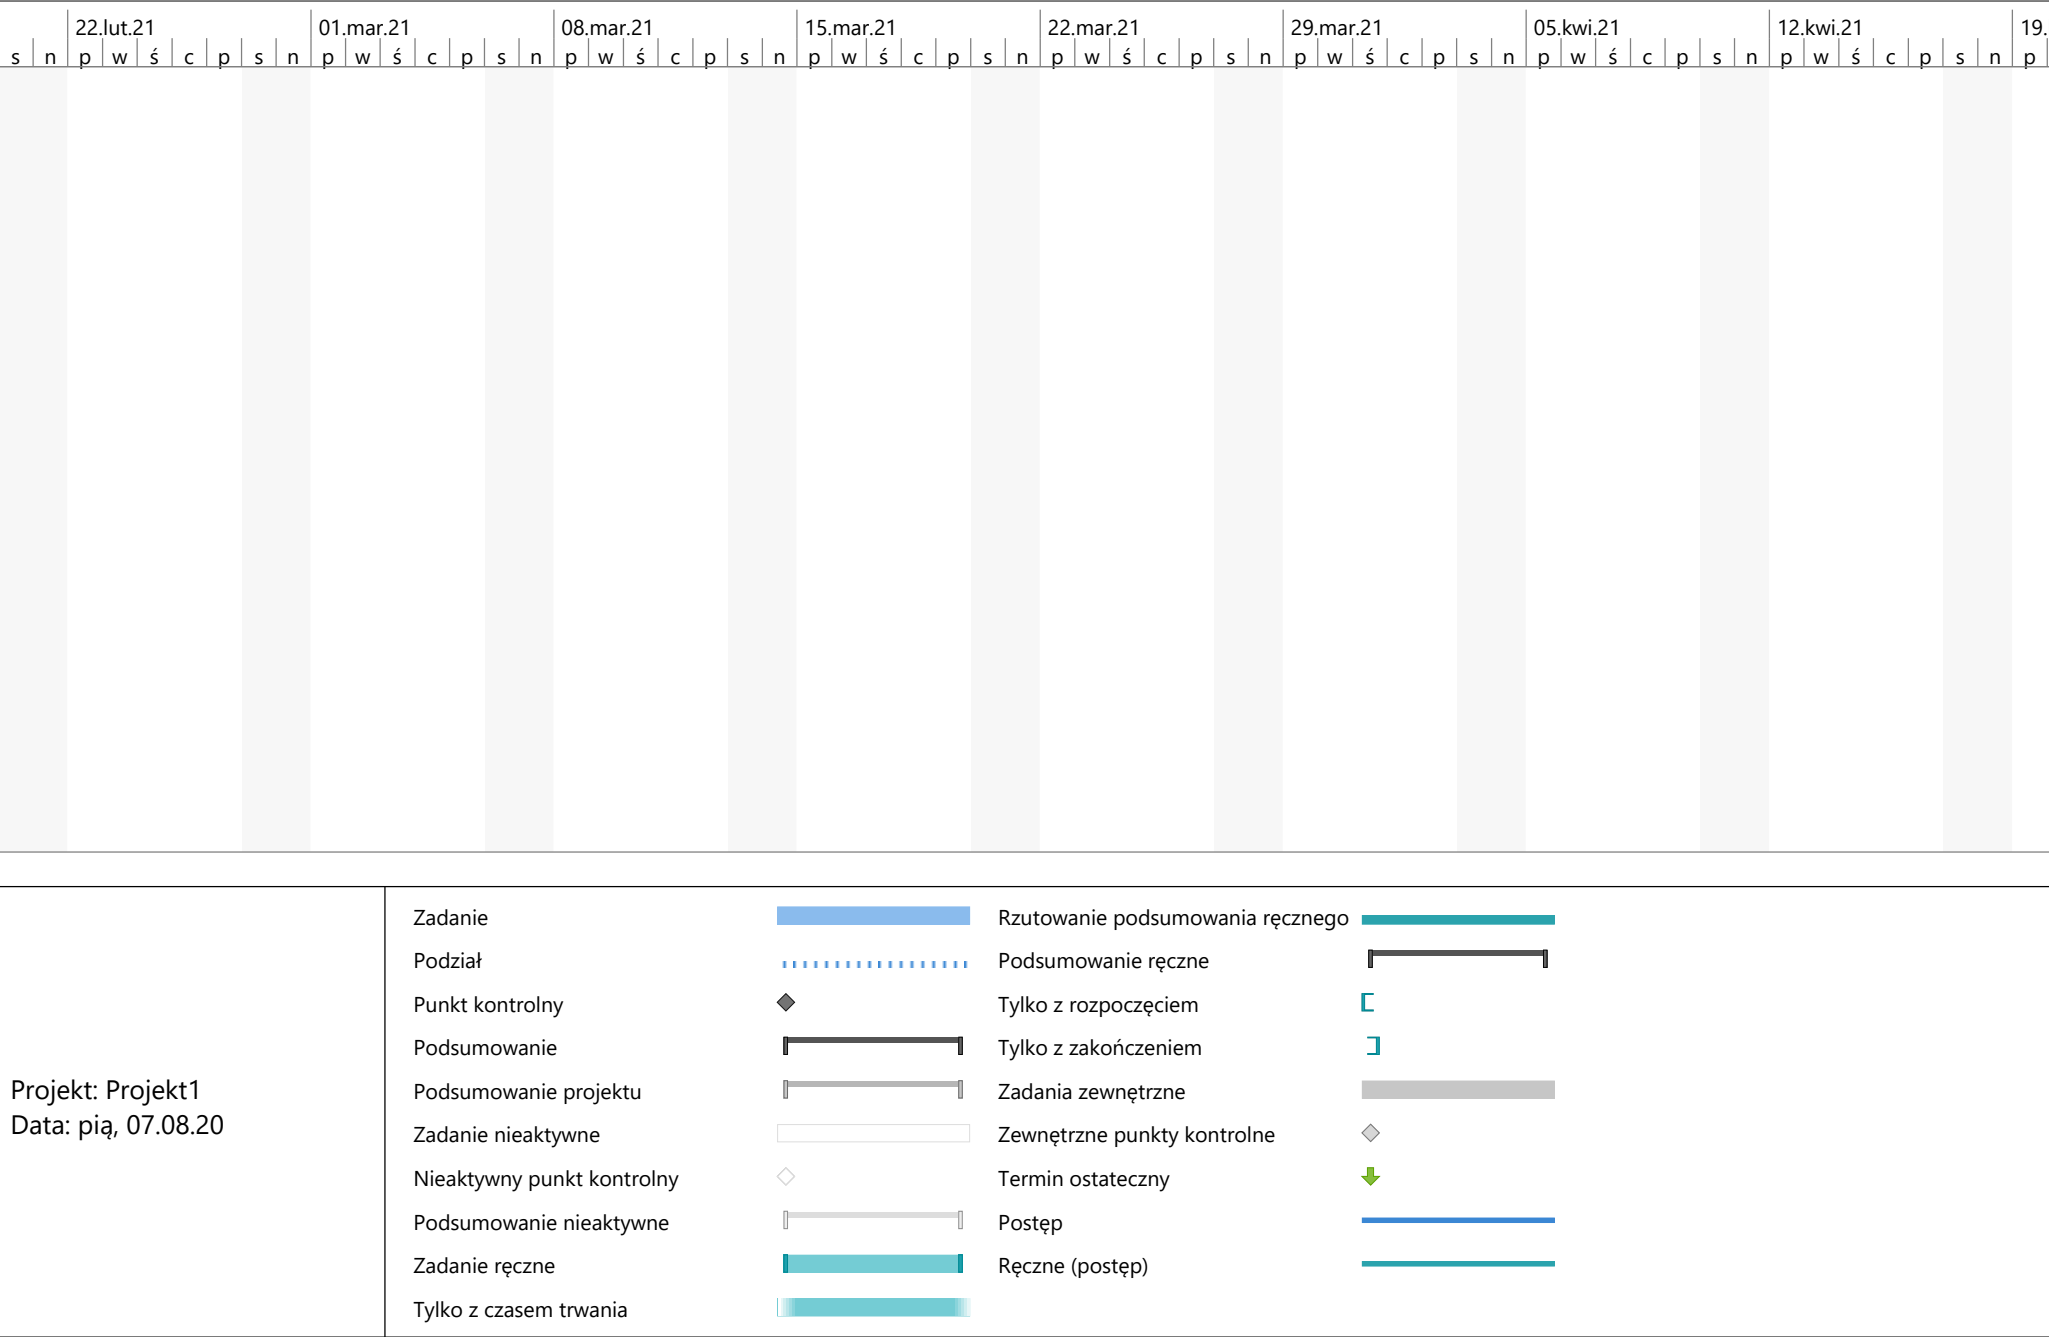 22.lut.21 01.mar.21 08.mar.21 15.mar.21 22.mar.21 29.mar.21 05.kwi.21 12.kwi.21 19.
s n p w ś c p s n p w ś c p s n p w ś c p s n p w ś c p s n p w ś c p s n p w ś c p s n p w ś c p s n p w ś c p s n p
Zadanie
Podział
Punkt kontrolny
Podsumowanie
Podsumowanie projektu
Zadanie nieaktywne
Nieaktywny punkt kontrolny
Podsumowanie nieaktywne
Zadanie ręczne
Tylko z czasem trwania
Rzutowanie podsumowania ręcznego
Podsumowanie ręczne
Tylko z rozpoczęciem
Tylko z zakończeniem
Zadania zewnętrzne
Zewnętrzne punkty kontrolne
Termin ostateczny
Postęp
Ręczne (postęp)
Projekt: Projekt1
Data: pią, 07.08.20